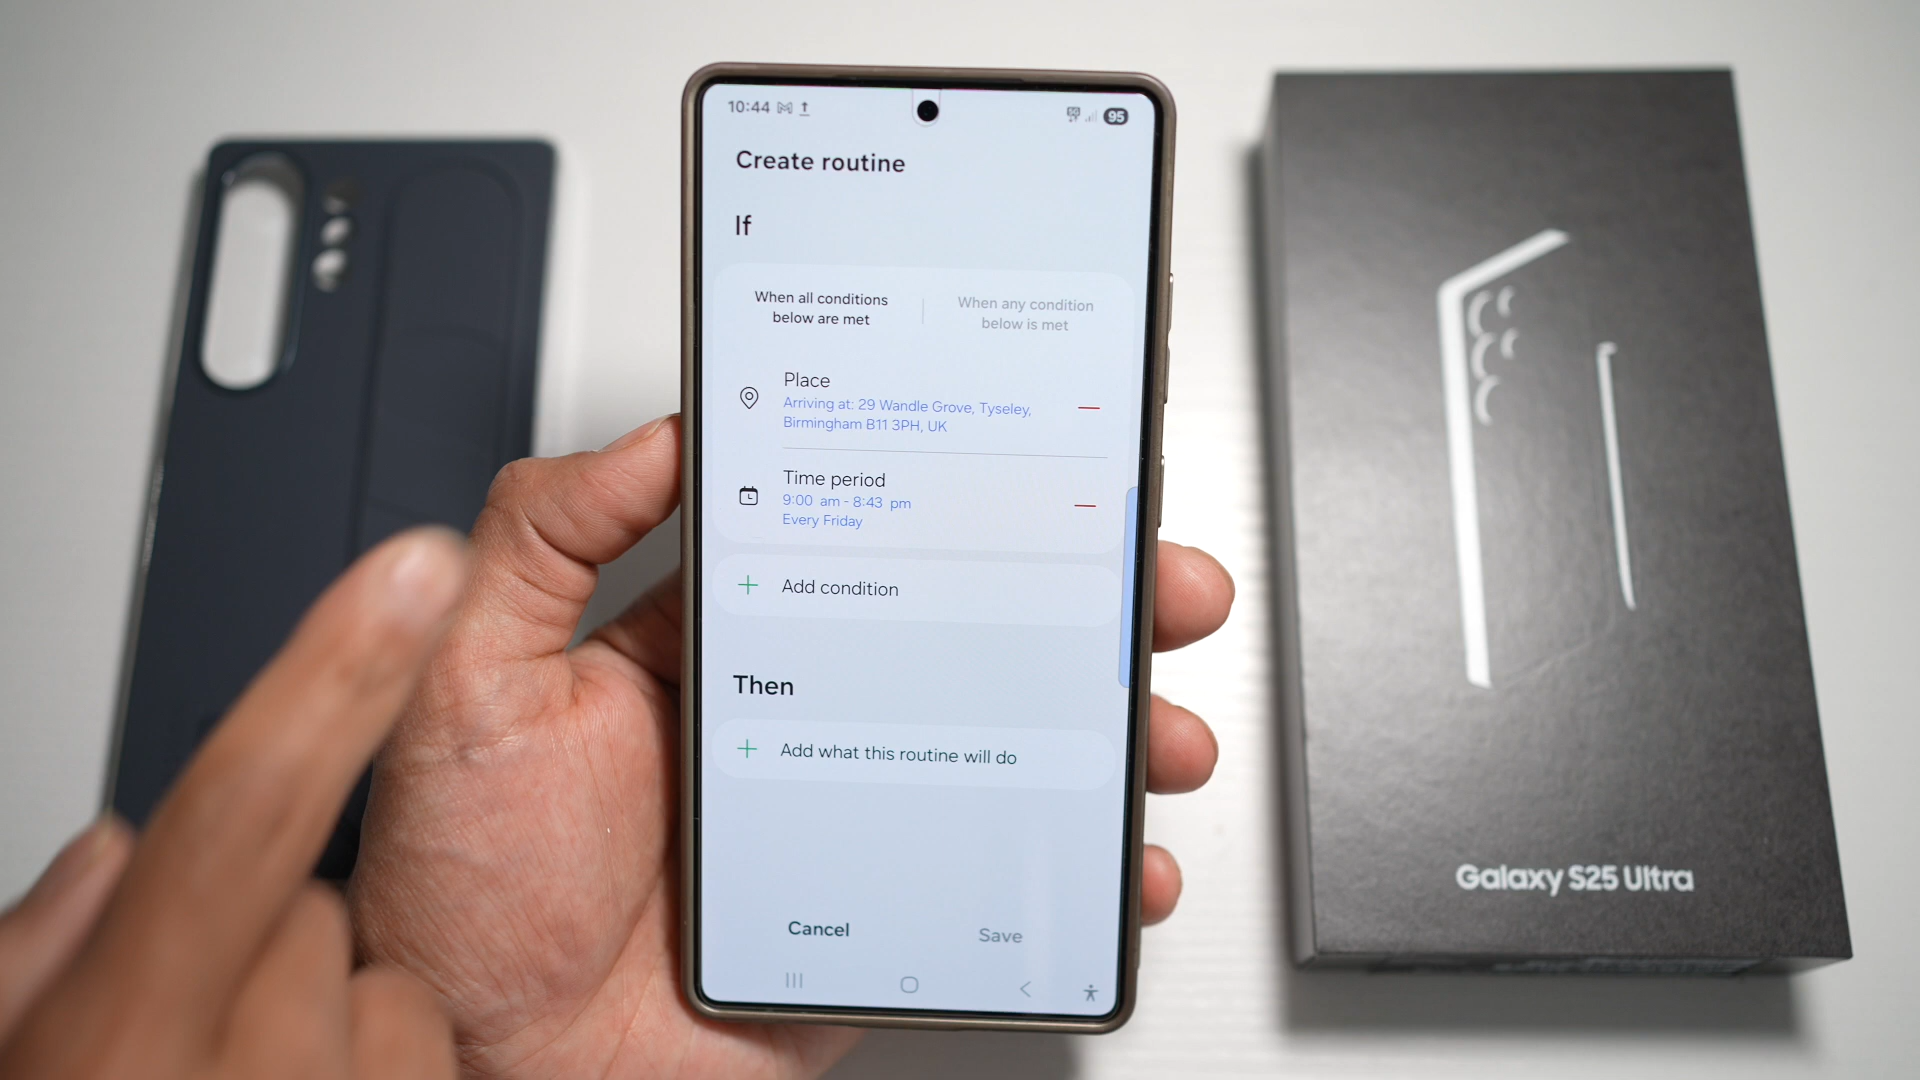 10:44
95
Create routine
If
When all conditions
below are met
When any condition
below is met
Place
Arriving at: 29 Wandle Grove, Tyseley,
Birmingham B11 3PH, UK
Time period
9:00 am - 8:43 pm
Every Friday
Add condition
Then
Add what this routine will do
Cancel
Save
Galaxy S25 Ultra